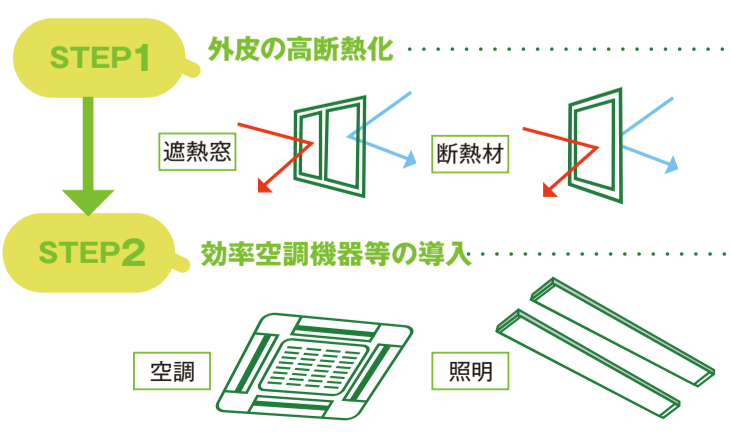 STEP1
外皮の高断熱化
遮熱窓
断熱材
STEP2
効率空調機器等の導入
空調
照明